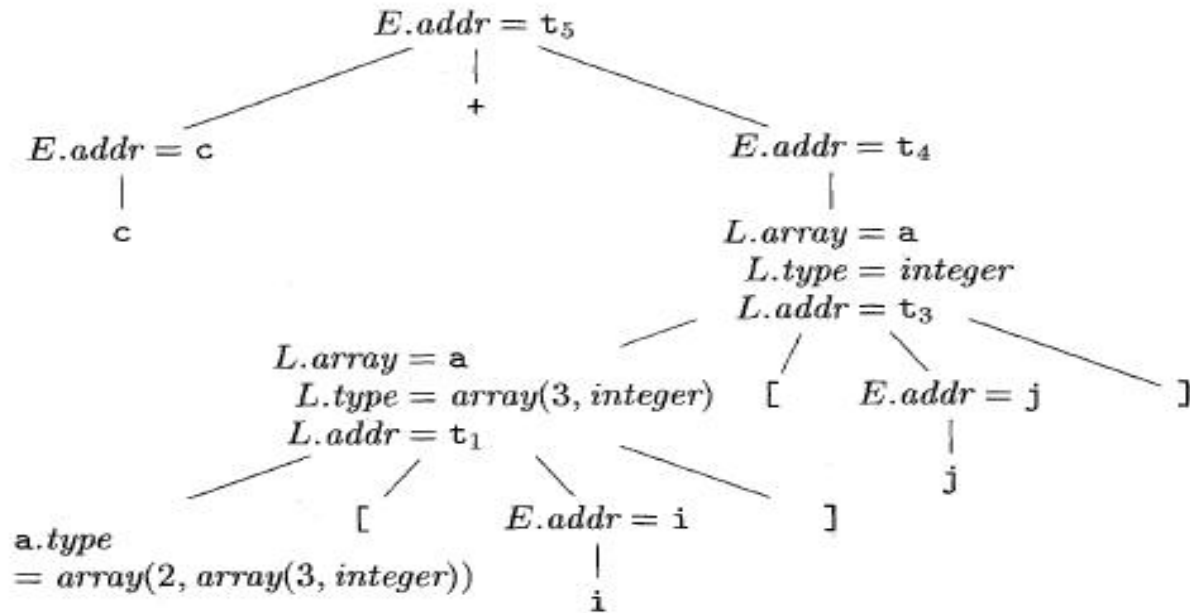 E.addr = t₅
+
E.addr = c
E.addr = t₄
c
L.array = a
L.type = integer
L.addr = t₃
L.array = a
L.type = array(3, integer)
L.addr = t₁
[
E.addr = j
]
j
a.type
= array(2, array(3, integer))
[
E.addr = i
]
i